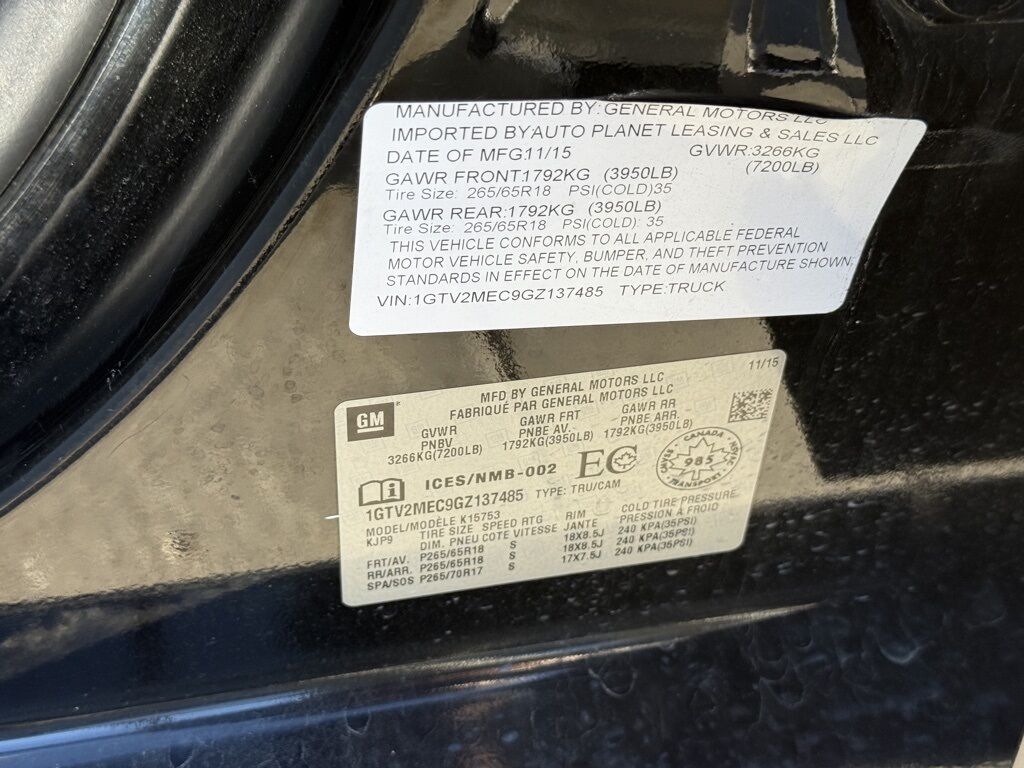 MANUFACTURED BY: GENERAL MOTORS LLC
IMPORTED BY AUTO PLANET LEASING & SALES LLC
DATE OF MFG 11/15 GVWR: 3266KG
(7200LB)
GAWR FRONT 1792KG (3950LB)
Tire Size: 265/65R18 PSI(COLD) 35
GAWR REAR: 1792KG (3950LB)
Tire Size: 265/65R18 PSI(COLD): 35
THIS VEHICLE CONFORMS TO ALL APPLICABLE FEDERAL
MOTOR VEHICLE SAFETY, BUMPER, AND THEFT PREVENTION
STANDARDS IN EFFECT ON THE DATE OF MANUFACTURE SHOWN.
VIN: 1GTV2MEC9GZ137485 TYPE: TRUCK
GM
MFD BY GENERAL MOTORS LLC 11/15
FABRIQUÉ PAR GENERAL MOTORS LLC
GVWR GAWR FRT GAWR RR
PNBV PNBE AV. PNBE ARR.
3266KG(7200LB) 1792KG(3950LB) 1792KG(3950LB)
ICES/NMB-002 EC
CANADA
985
TRANSPORT
1GTV2MEC9GZ137485 TYPE: TRU/CAM
MODEL/MODÈLE K15753
KJP9 TIRE SIZE SPEED RTG RIM COLD TIRE PRESSURE
DIM. PNEU COTE VITESSE JANTE PRESSION A FROID
FRT/AV. P265/65R18 S 18X8.5J 240 KPA(35PSI)
RR/ARR. P265/65R18 S 18X8.5J 240 KPA(35PSI)
SPA/SOS P265/70R17 S 17X7.5J 240 KPA(35PSI)